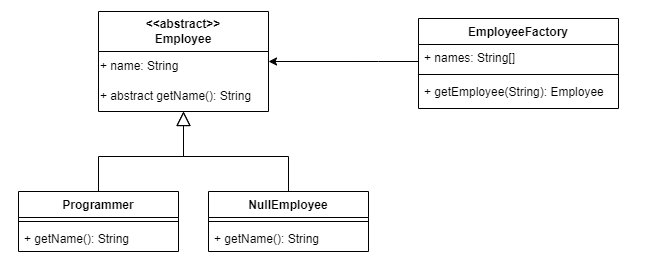 <<abstract>>
Employee
+ name: String
+ abstract getName(): String
EmployeeFactory
+ names: String[]
+ getEmployee(String): Employee
Programmer
+ getName(): String
NullEmployee
+ getName(): String